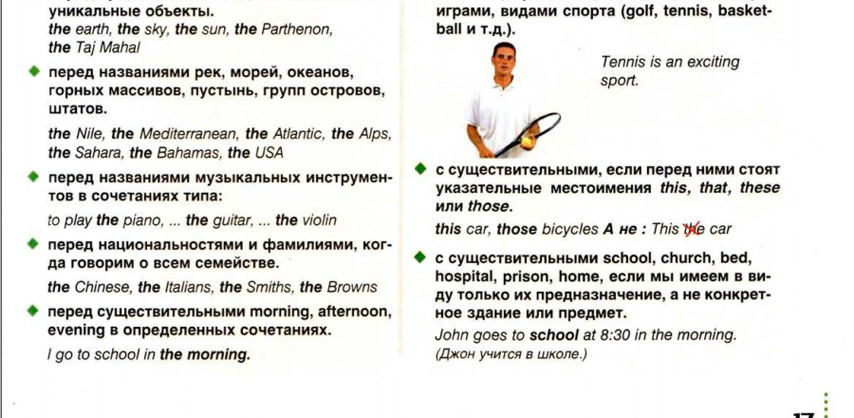 уникальные объекты.
the earth, the sky, the sun, the Parthenon,
the Taj Mahal
перед названиями рек, морей, океанов,
горных массивов, пустынь, групп островов,
штатов.
the Nile, the Mediterranean, the Atlantic, the Alps,
the Sahara, the Bahamas, the USA
перед названиями музыкальных инструмен-
тов в сочетаниях типа:
to play the piano, ... the guitar, ... the violin
перед национальностями и фамилиями, ког-
да говорим о всем семействе.
the Chinese, the Italians, the Smiths, the Browns
перед существительными morning, afternoon,
evening в определенных сочетаниях.
I go to school in the morning.
играми, видами спорта (golf, tennis, basket-
ball и т.д.).
Tennis is an exciting
sport.
с существительными, если перед ними стоят
указательные местоимения this, that, these
или those.
this car, those bicycles А не : This the car
с существительными school, church, bed,
hospital, prison, home, если мы имеем в ви-
ду только их предназначение, а не конкрет-
ное здание или предмет.
John goes to school at 8:30 in the morning.
(Джон учится в школе.)